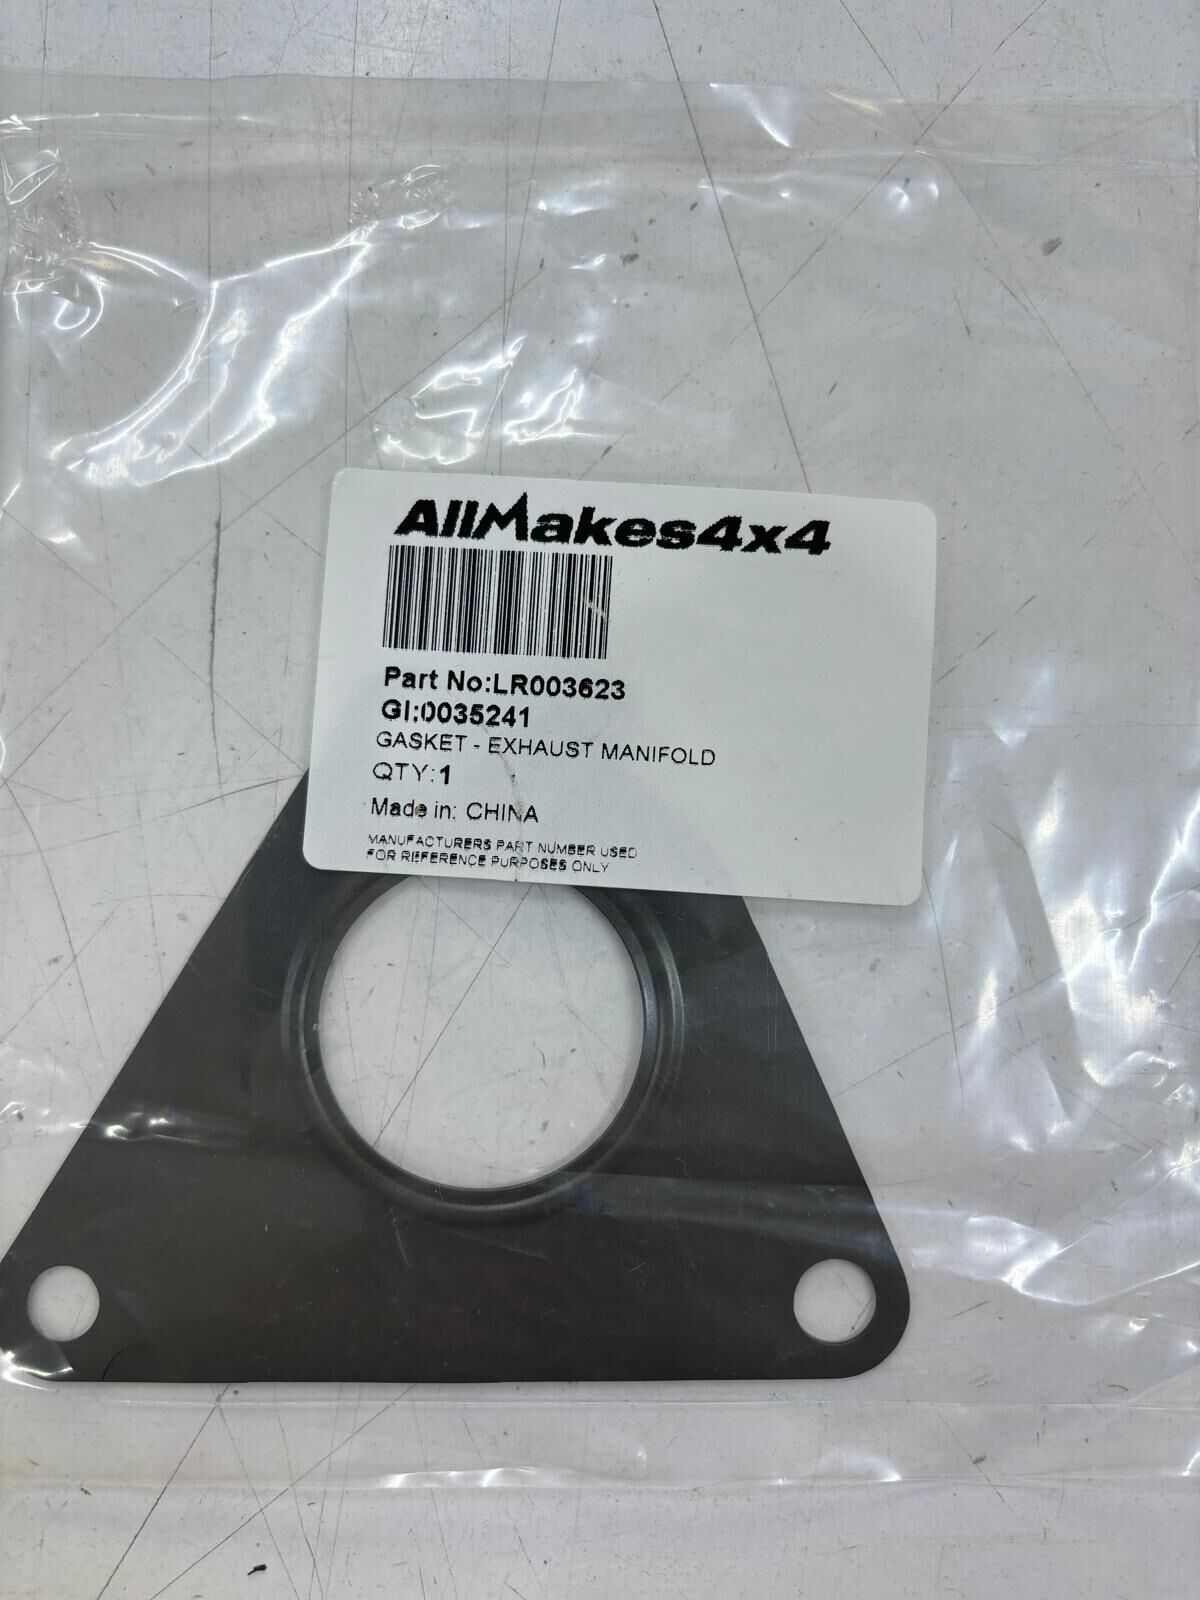 AllMakes4x4
Part No:LR003623
GI:0035241
GASKET - EXHAUST MANIFOLD
QTY:1
Made in: CHINA
MANUFACTURERS PART NUMBER USED
FOR REFERENCE PURPOSES ONLY